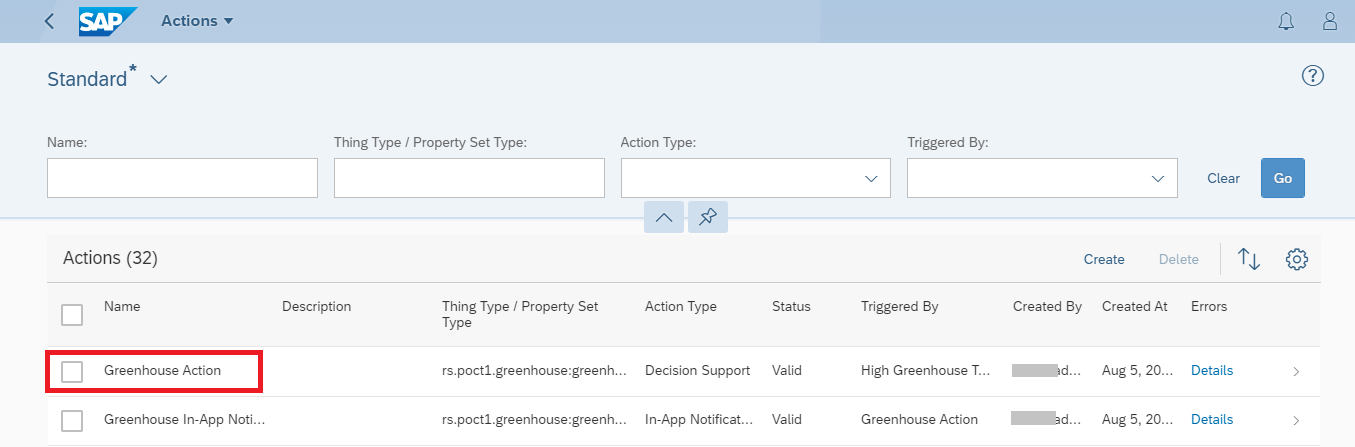 SAP Actions
Standard*
Name: Thing Type / Property Set Type: Action Type: Triggered By:
Clear Go
Actions (32) Create Delete
Name Description Thing Type / Property Set Action Type Status Triggered By Created By Created At Errors
Type
Greenhouse Action rs.poct1.greenhouse:greenh... Decision Support Valid High Greenhouse T... ad... Aug 5, 20... Details
Greenhouse In-App Noti... rs.poct1.greenhouse:greenh... In-App Notificat... Valid Greenhouse Action ad... Aug 5, 20... Details